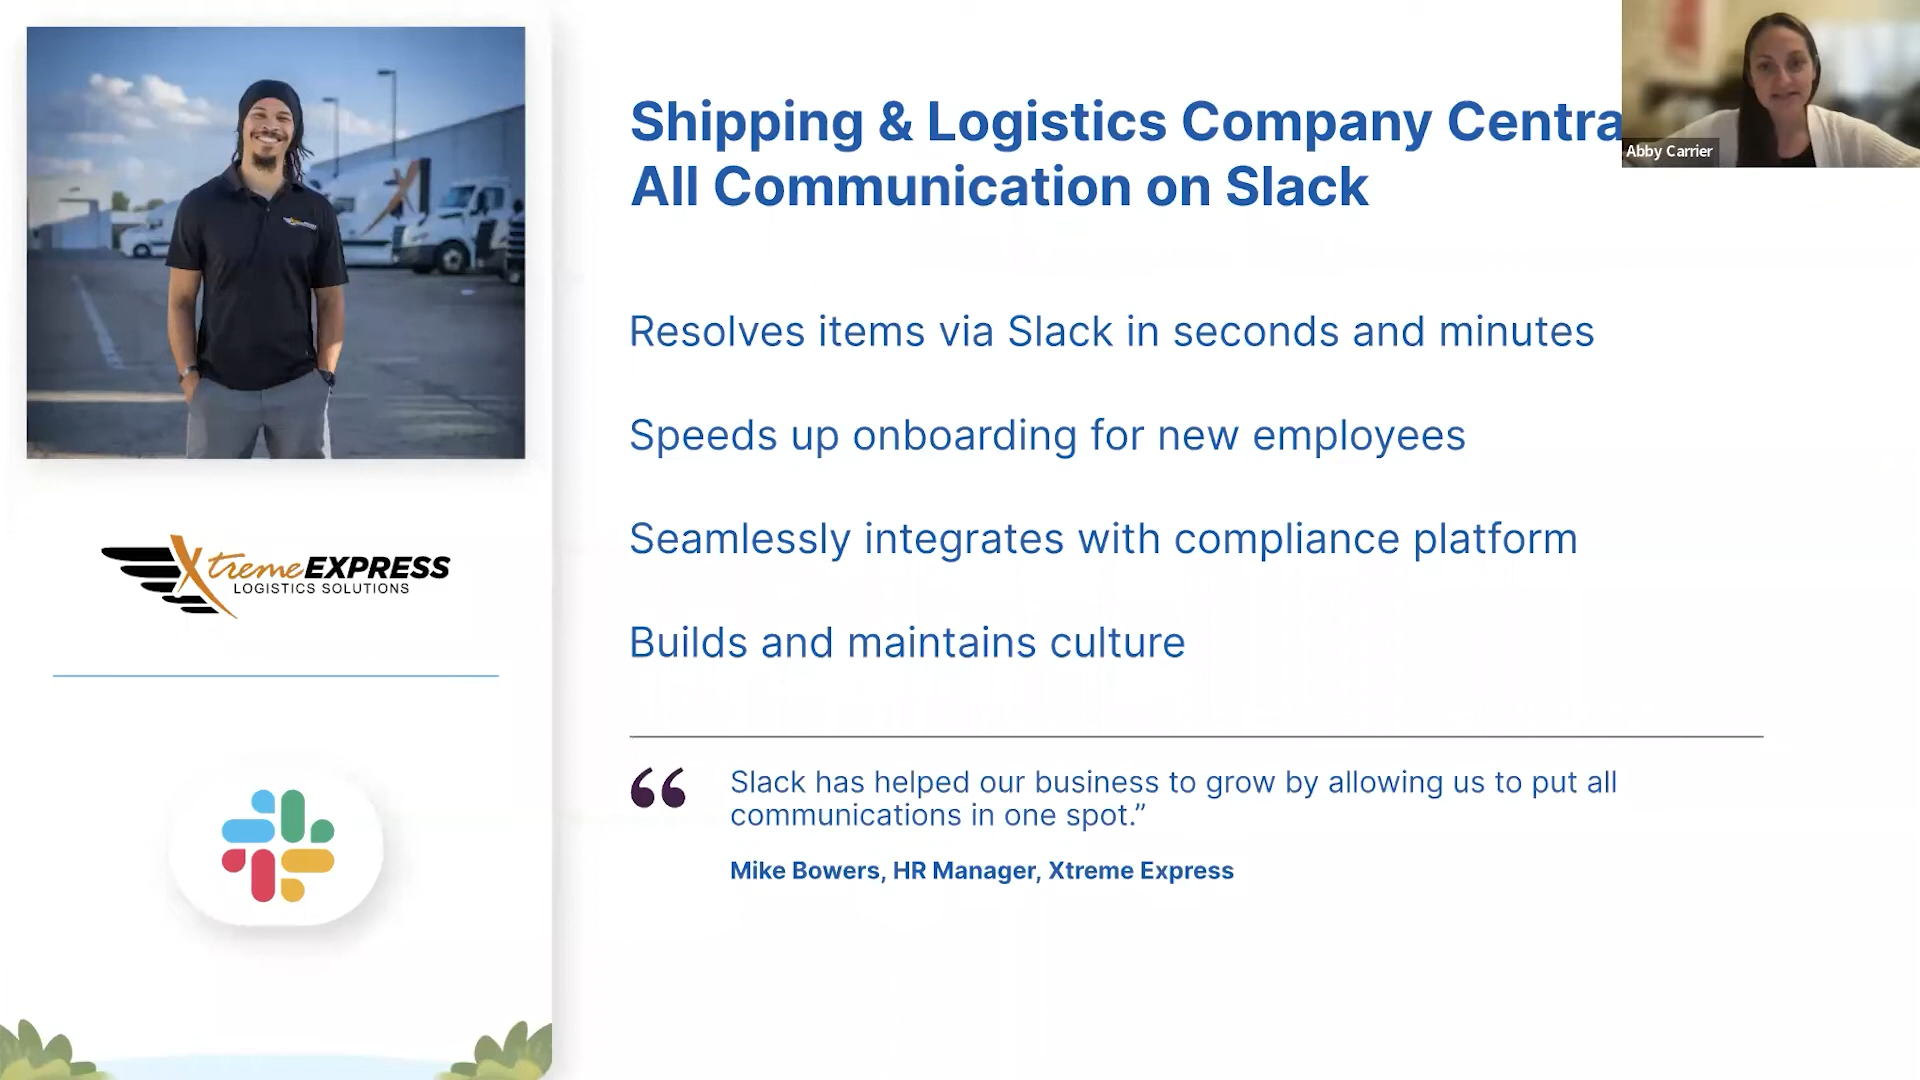 Shipping & Logistics Company Centra
All Communication on Slack
Abby Carrier
Resolves items via Slack in seconds and minutes
Speeds up onboarding for new employees
Seamlessly integrates with compliance platform
Builds and maintains culture
XtremeEXPRESS
LOGISTICS SOLUTIONS
“ Slack has helped our business to grow by allowing us to put all
communications in one spot.”
Mike Bowers, HR Manager, Xtreme Express